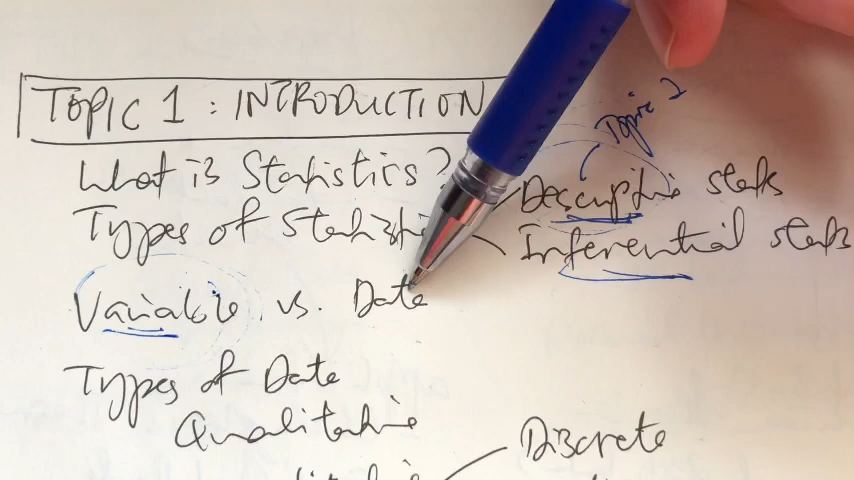 TOPIC 1 : INTRODUCTION
Topic 2
What is Statistics?
Types of Statisti
Descriptive stats
Inferential stats
Variable vs. Data
Types of Data
Qualitative
Discrete